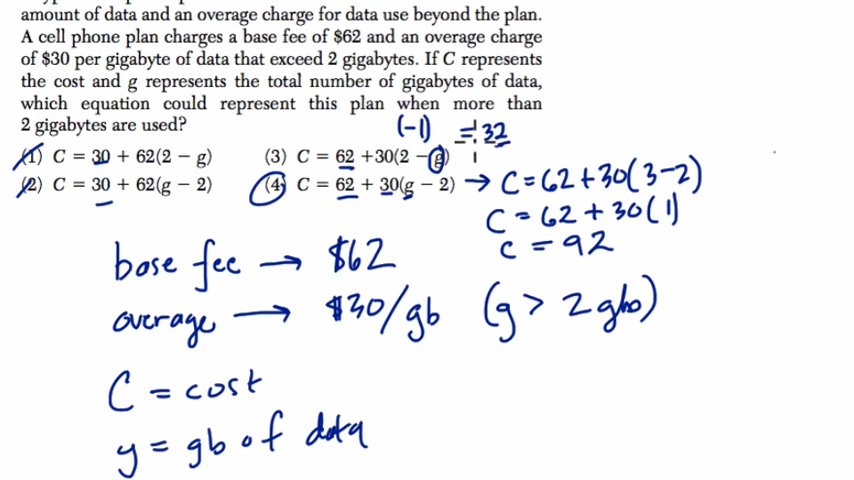 amount of data and an overage charge for data use beyond the plan.
A cell phone plan charges a base fee of $62 and an overage charge
of $30 per gigabyte of data that exceed 2 gigabytes. If C represents
the cost and g represents the total number of gigabytes of data,
which equation could represent this plan when more than
2 gigabytes are used?
(-1) = 32
(1) C = 30 + 62(2 − g) (3) C = 62 +30(2 − g)
(2) C = 30 + 62(g − 2) (4) C = 62 + 30(g − 2) → C = 62 + 30(3-2)
C = 62 + 30(1)
C = 92
base fee → $62
overage → $30/gb (g > 2 gbs)
C = cost
y = gb of data